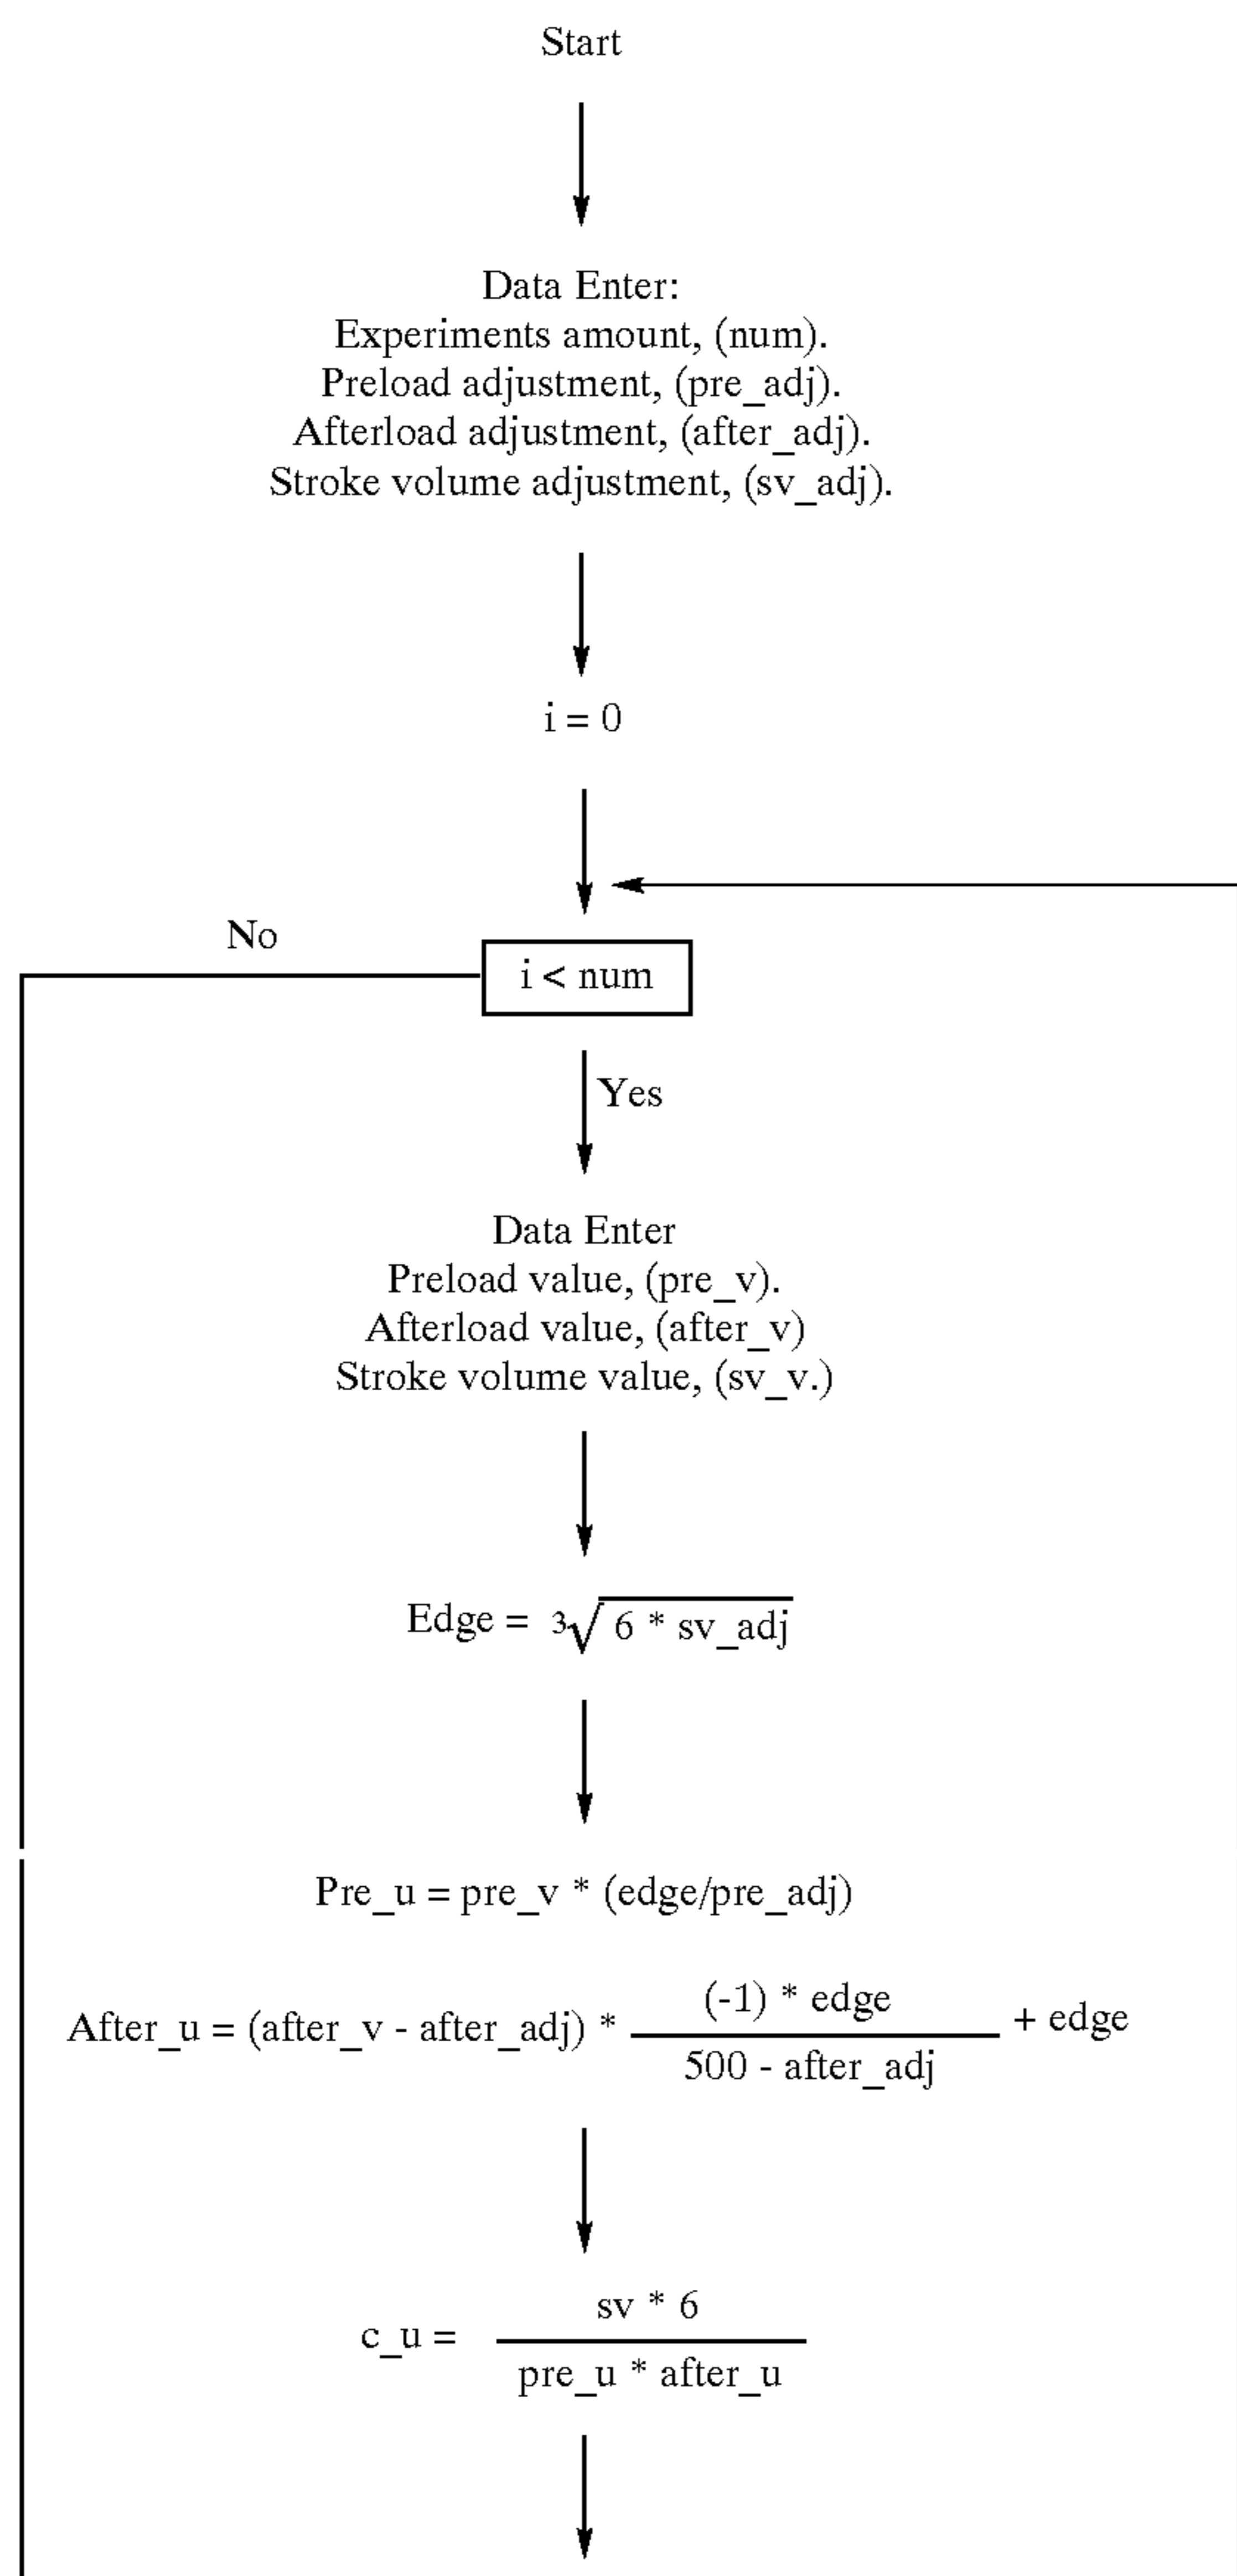 Start
Data Enter:
Experiments amount, (num).
Preload adjustment, (pre_adj).
Afterload adjustment, (after_adj).
Stroke volume adjustment, (sv_adj).
i = 0
No
i < num
Yes
Data Enter
Preload value, (pre_v).
Afterload value, (after_v)
Stroke volume value, (sv_v.)
Edge = 3√ 6 * sv_adj
Pre_u = pre_v * (edge/pre_adj)
(-1) * edge
After_u = (after_v - after_adj) * + edge
500 - after_adj
sv * 6
c_u =
pre_u * after_u